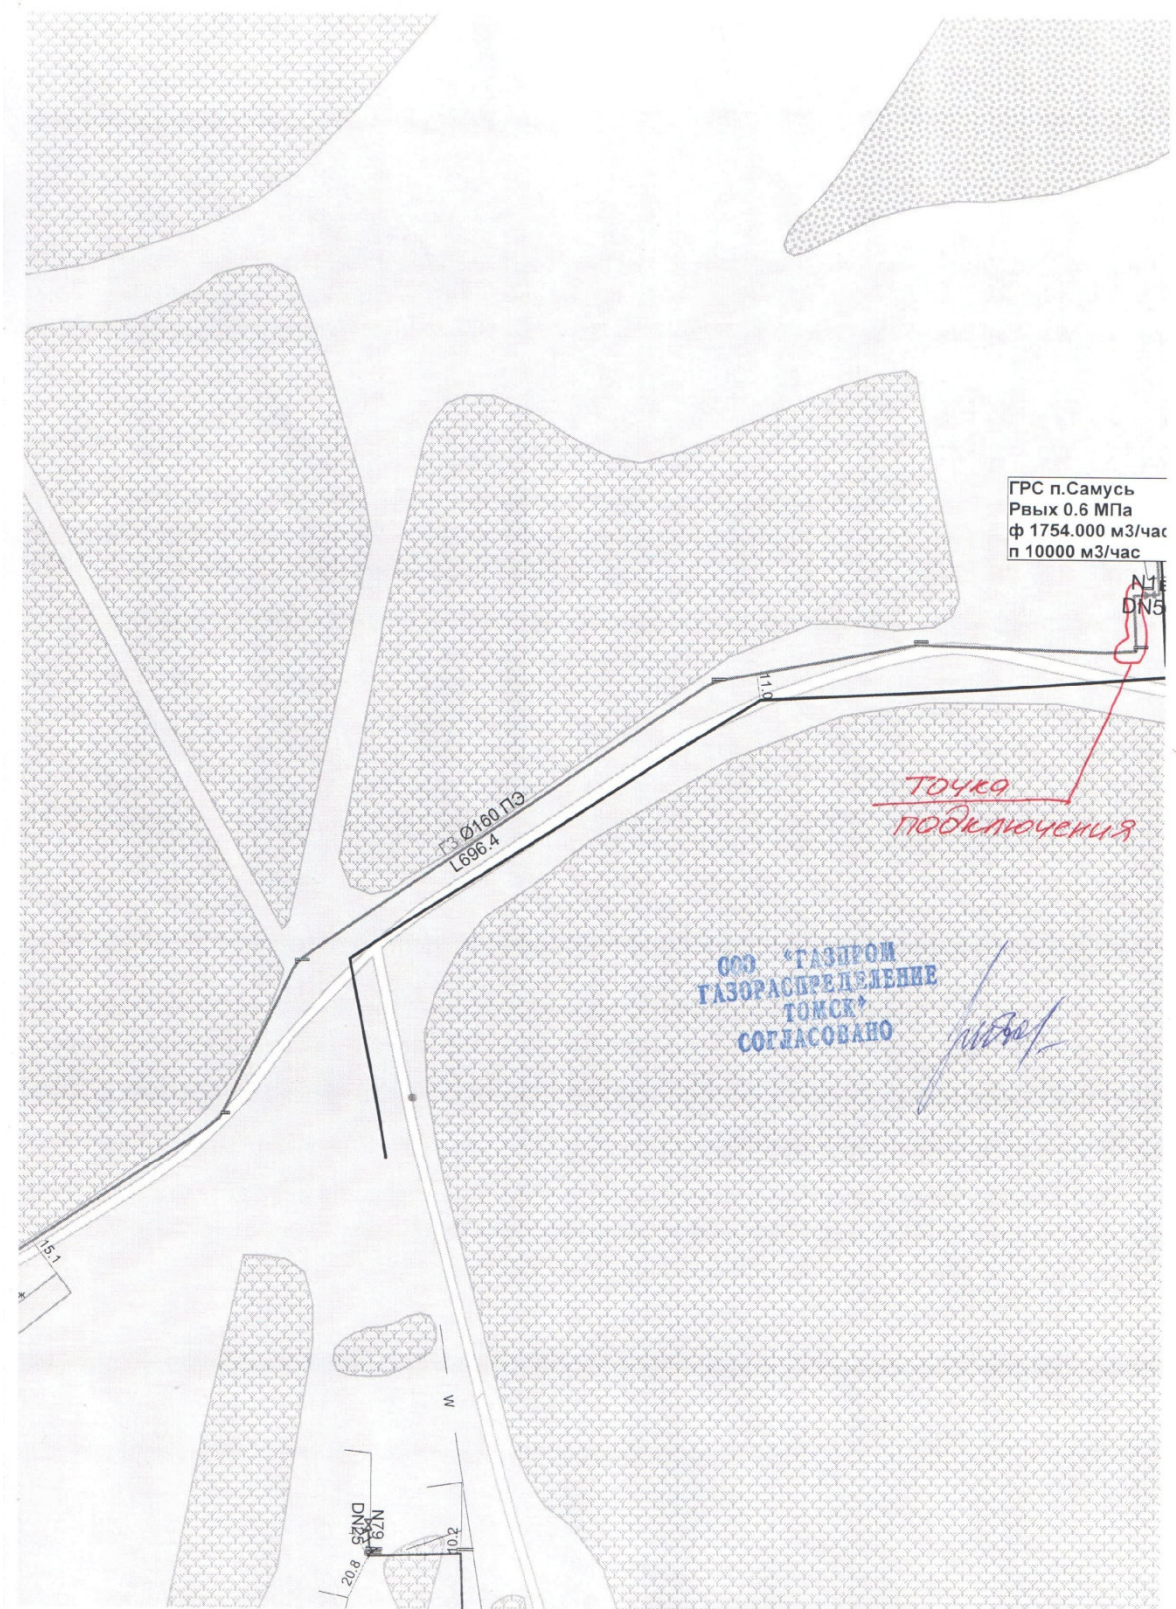 ГРС п.Самусь
Рвых 0.6 МПа
ф 1754.000 м3/час
п 10000 м3/час
DN5
11.0
точка
подключения
Г3 Ø160 ПЭ
L696.4
ООО "ГАЗПРОМ
ГАЗОРАСПРЕДЕЛЕНИЕ
ТОМСК"
СОГЛАСОВАНО
15.1
ж
W
N79
DN25
10.2
20.8